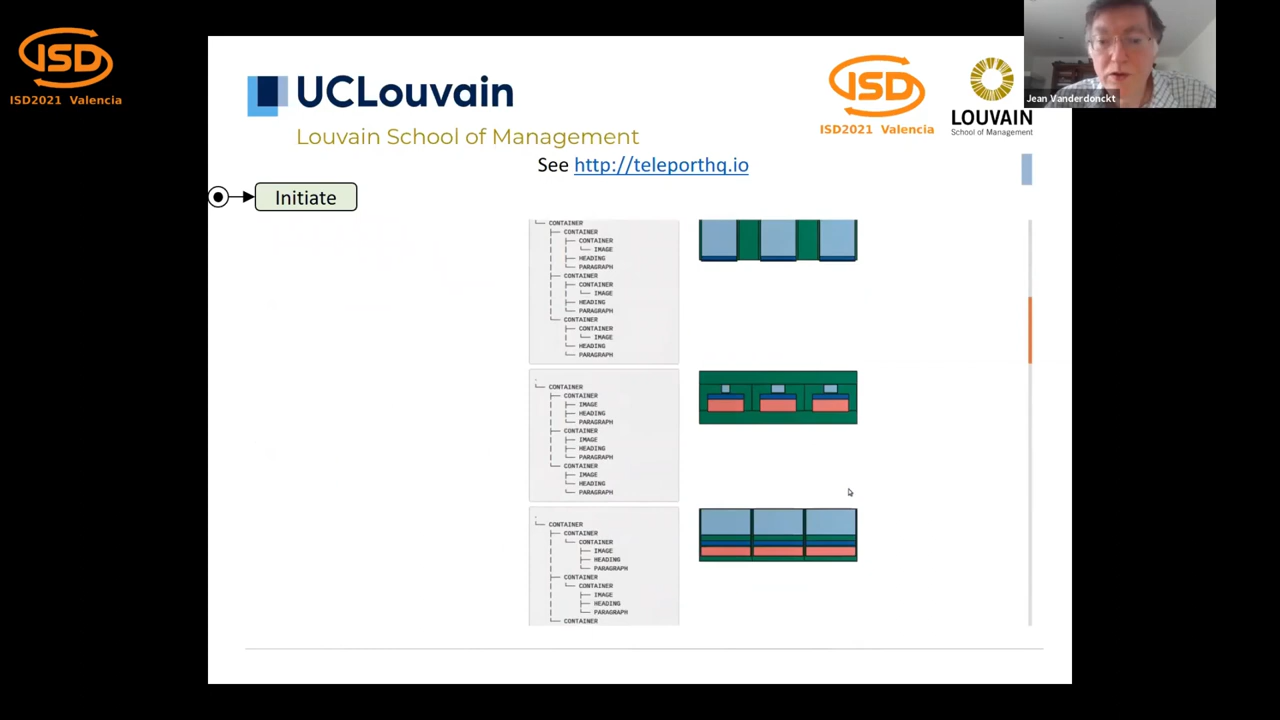 ISD
ISD2021 Valencia
UCLouvain
Louvain School of Management
ISD
ISD2021 Valencia
LOUVAIN
School of Management
Jean Vanderdonckt
See http://teleporthq.io
Initiate
CONTAINER
CONTAINER
CONTAINER
IMAGE
HEADING
PARAGRAPH
CONTAINER
CONTAINER
IMAGE
HEADING
PARAGRAPH
CONTAINER
CONTAINER
IMAGE
HEADING
PARAGRAPH
CONTAINER
CONTAINER
IMAGE
HEADING
PARAGRAPH
CONTAINER
IMAGE
HEADING
PARAGRAPH
CONTAINER
IMAGE
HEADING
PARAGRAPH
CONTAINER
CONTAINER
CONTAINER
IMAGE
HEADING
PARAGRAPH
CONTAINER
CONTAINER
IMAGE
HEADING
PARAGRAPH
CONTAINER